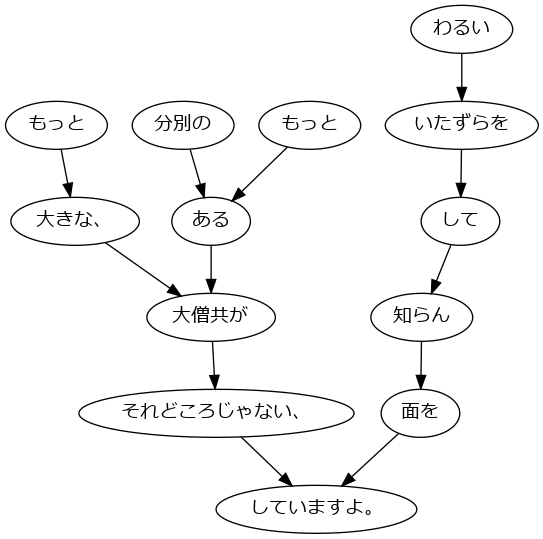 わるい
もっと
分別の
もっと
いたずらを
大きな、
ある
して
大僧共が
知らん
それどころじゃない、
面を
していますよ。